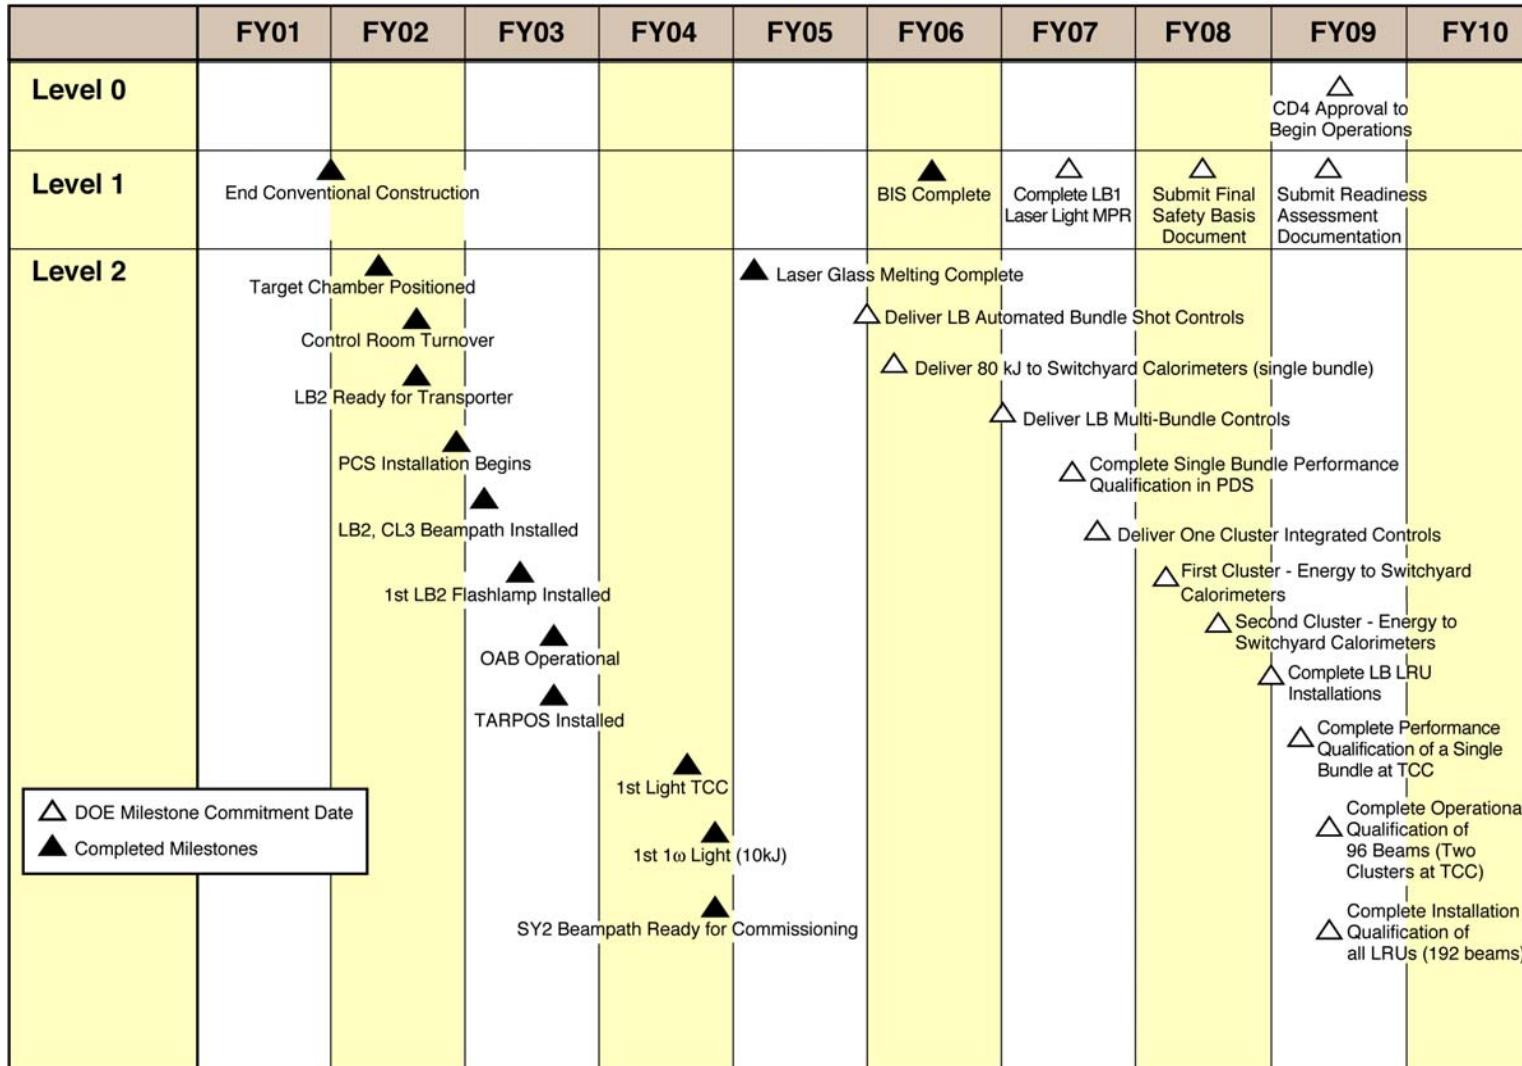 FY01 FY02 FY03 FY04 FY05 FY06 FY07 FY08 FY09 FY10
Level 0
CD4 Approval to
Begin Operations
Level 1
End Conventional Construction
BIS Complete
Complete LB1
Laser Light MPR
Submit Final
Safety Basis
Document
Submit Readiness
Assessment
Documentation
Level 2
Target Chamber Positioned
Control Room Turnover
LB2 Ready for Transporter
PCS Installation Begins
LB2, CL3 Beampath Installed
1st LB2 Flashlamp Installed
OAB Operational
TARPOS Installed
1st Light TCC
1st 1ω Light (10kJ)
SY2 Beampath Ready for Commissioning
Laser Glass Melting Complete
Deliver LB Automated Bundle Shot Controls
Deliver 80 kJ to Switchyard Calorimeters (single bundle)
Deliver LB Multi-Bundle Controls
Complete Single Bundle Performance
Qualification in PDS
Deliver One Cluster Integrated Controls
First Cluster - Energy to Switchyard
Calorimeters
Second Cluster - Energy to
Switchyard Calorimeters
Complete LB LRU
Installations
Complete Performance
Qualification of a Single
Bundle at TCC
Complete Operationa
Qualification of
96 Beams (Two
Clusters at TCC)
Complete Installation
Qualification of
all LRUs (192 beams)
DOE Milestone Commitment Date
Completed Milestones